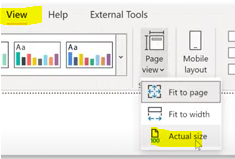 View Help External Tools
Aa Aa Aa
Page
view
Mobile
layout
Fit to page
Fit to width
Actual size
100